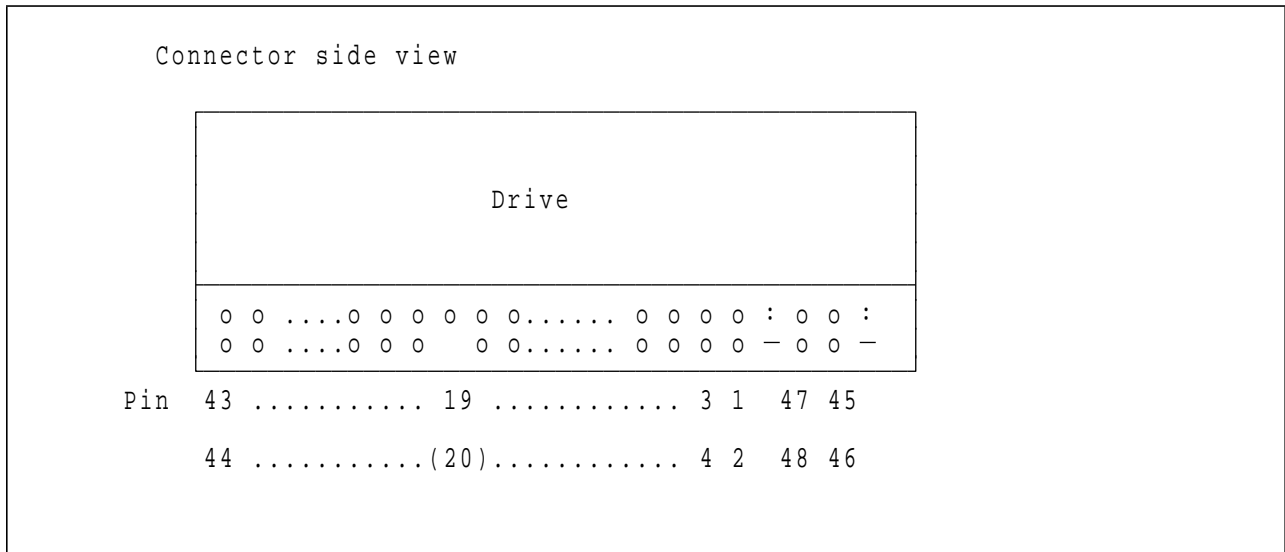 Connector side view
Drive
o o ....o o o o o o...... o o o o : o o :
o o ....o o o   o o...... o o o o — o o —
Pin 43 ........... 19 ............ 3 1 47 45
44 ...........(20)............ 4 2 48 46